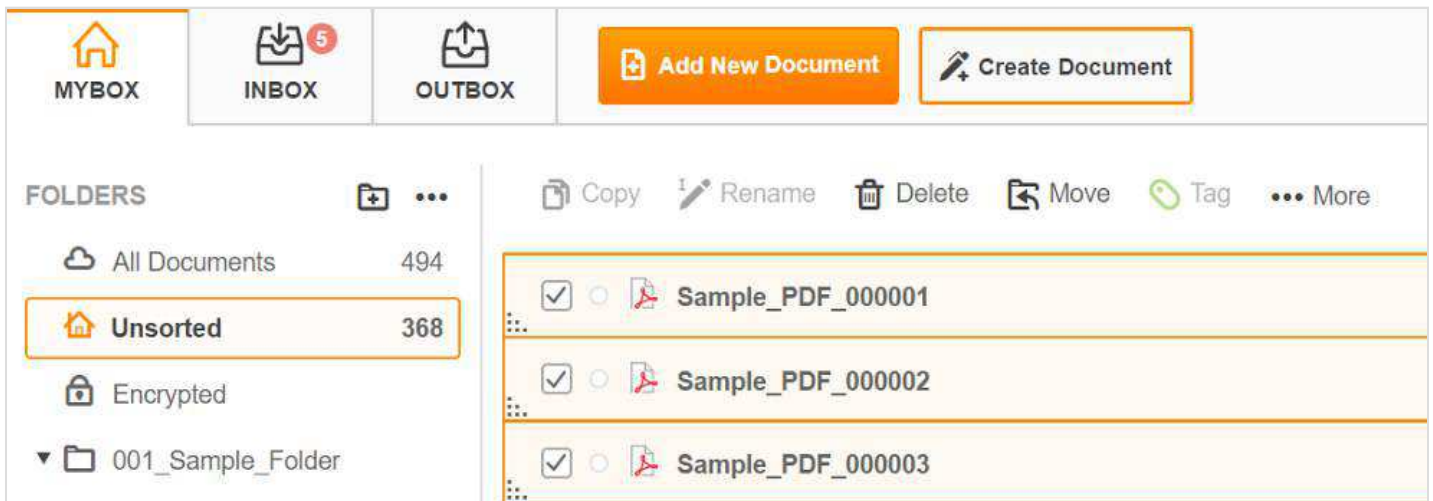 MYBOX
INBOX 5
OUTBOX
Add New Document
Create Document
FOLDERS
Copy Rename Delete Move Tag More
All Documents 494
Unsorted 368
Encrypted
001_Sample_Folder
Sample_PDF_000001
Sample_PDF_000002
Sample_PDF_000003